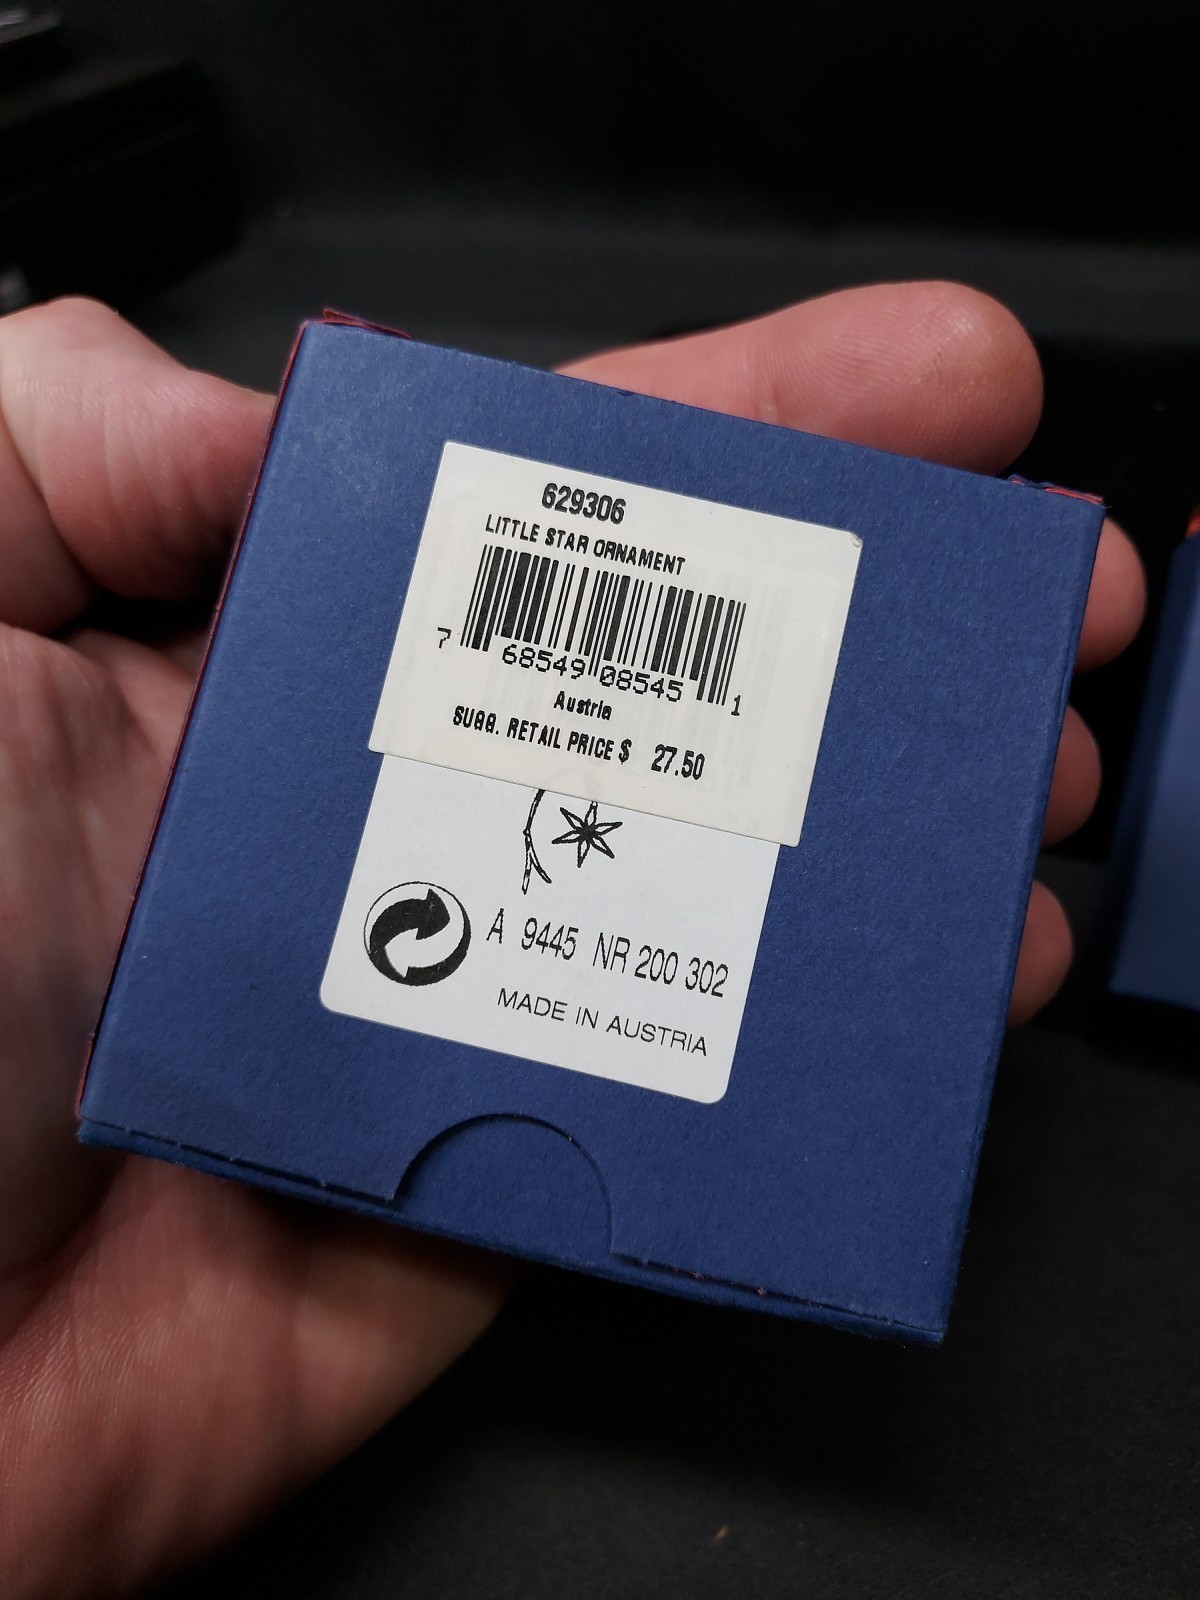 629306
LITTLE STAR ORNAMENT
7 68549 08545 1
Austria
SUGG. RETAIL PRICE $ 27.50
A 9445 NR 200 302
MADE IN AUSTRIA